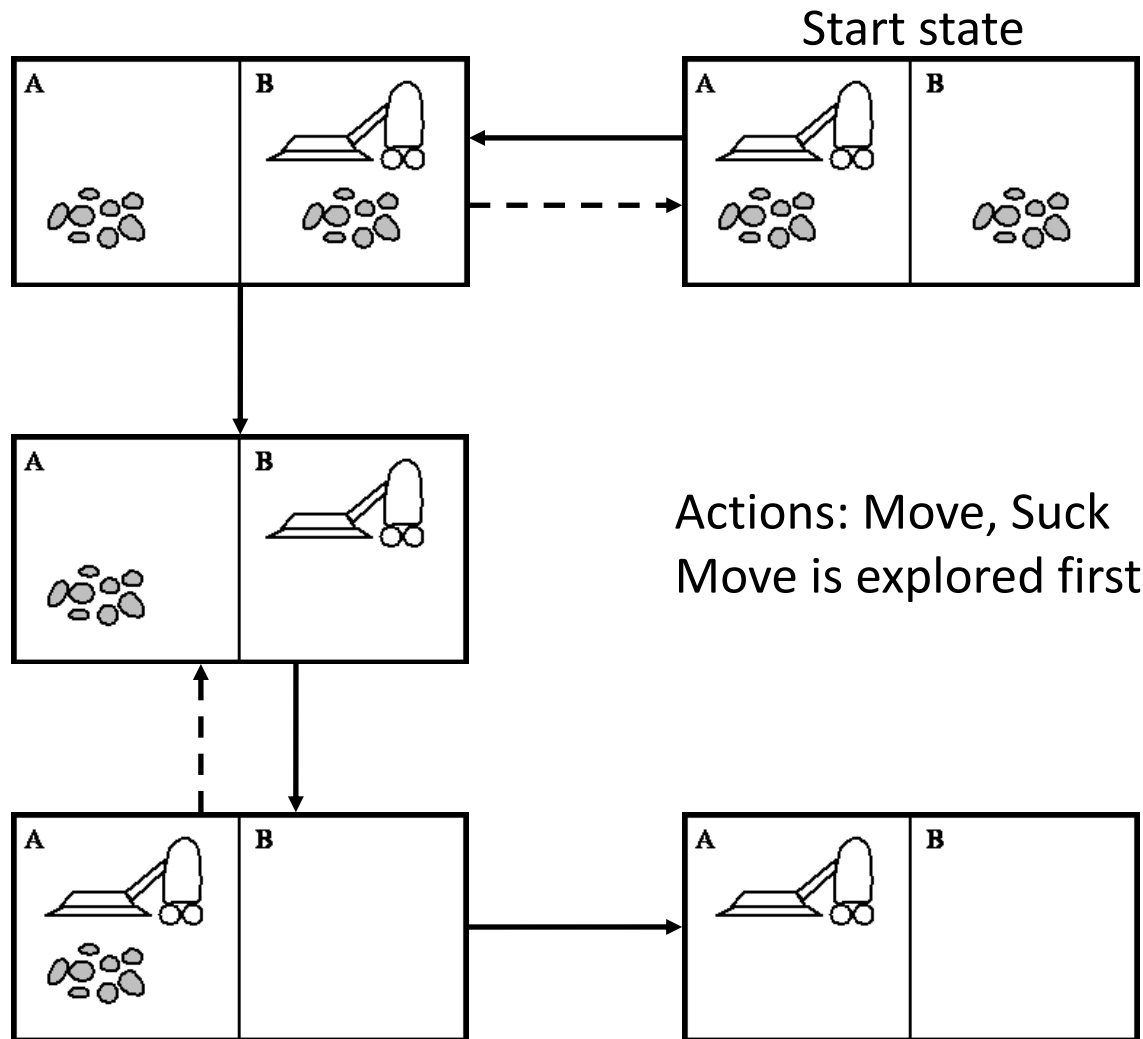 Start state
A B
A B
A B
Actions: Move, Suck
Move is explored first
A B
A B